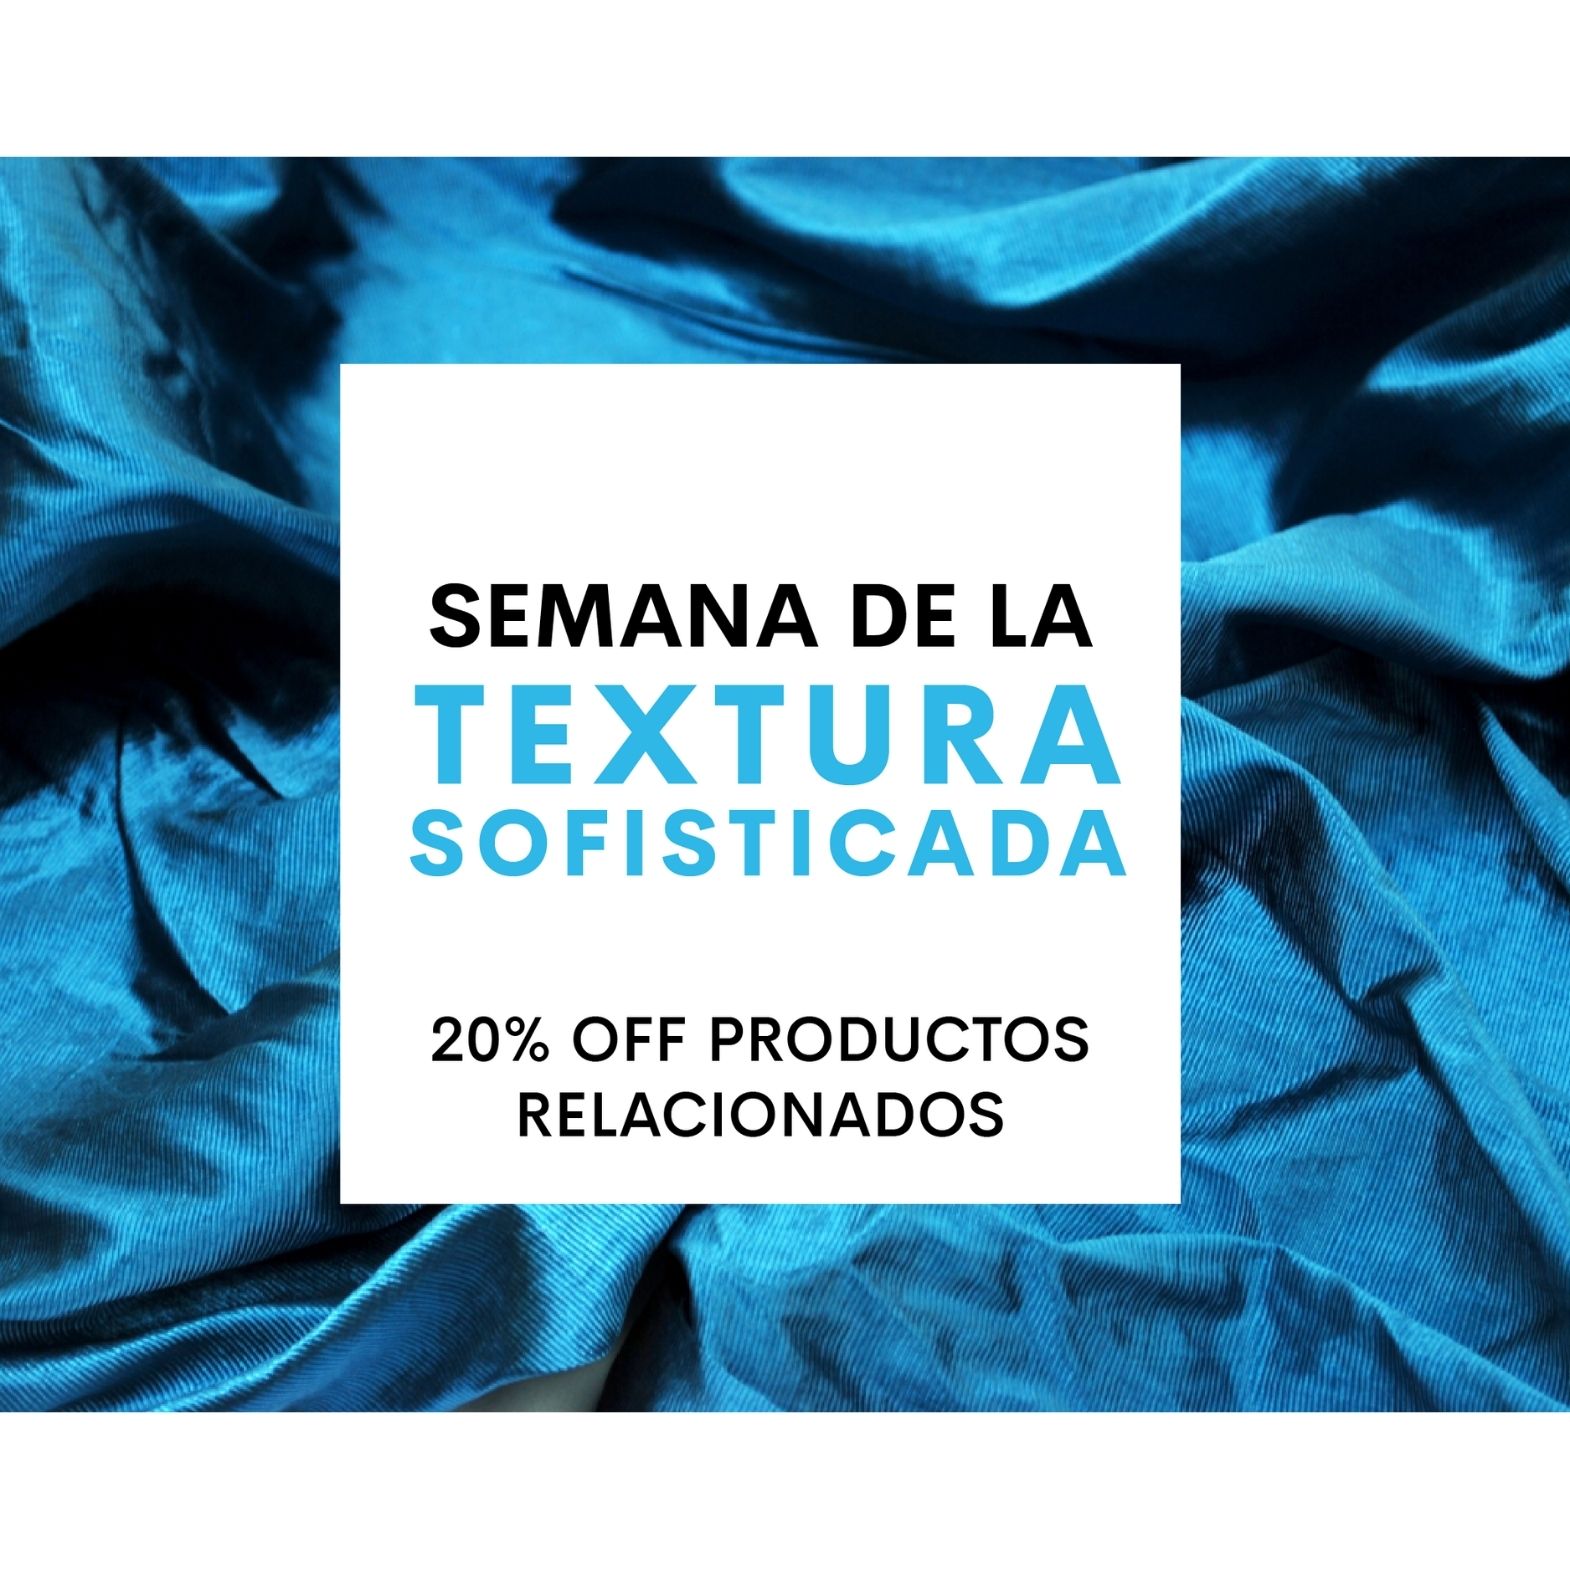 SEMANA DE LA
TEXTURA
SOFISTICADA
20% OFF PRODUCTOS
RELACIONADOS